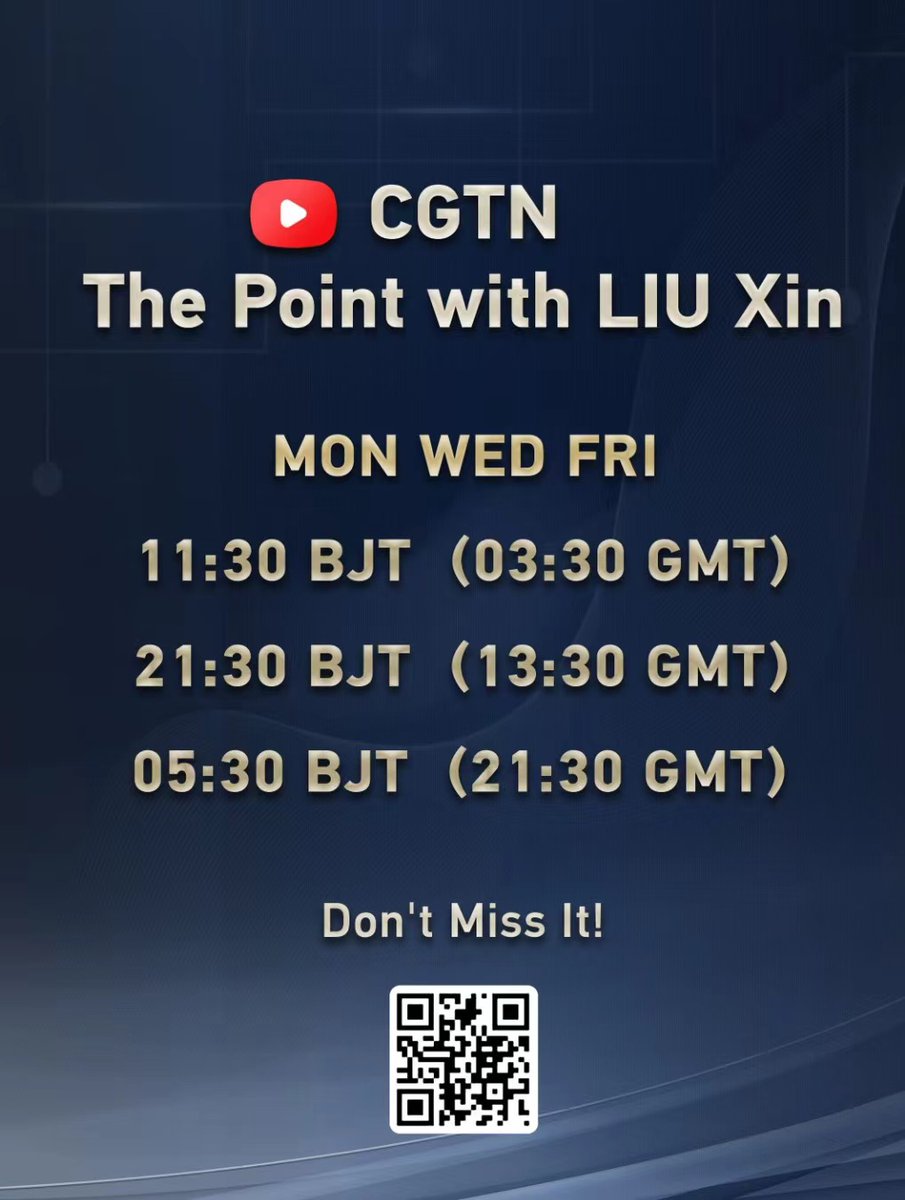 CGTN
The Point with LIU Xin
MON WED FRI
11:30 BJT (03:30 GMT)
21:30 BJT (13:30 GMT)
05:30 BJT (21:30 GMT)
Don't Miss It!